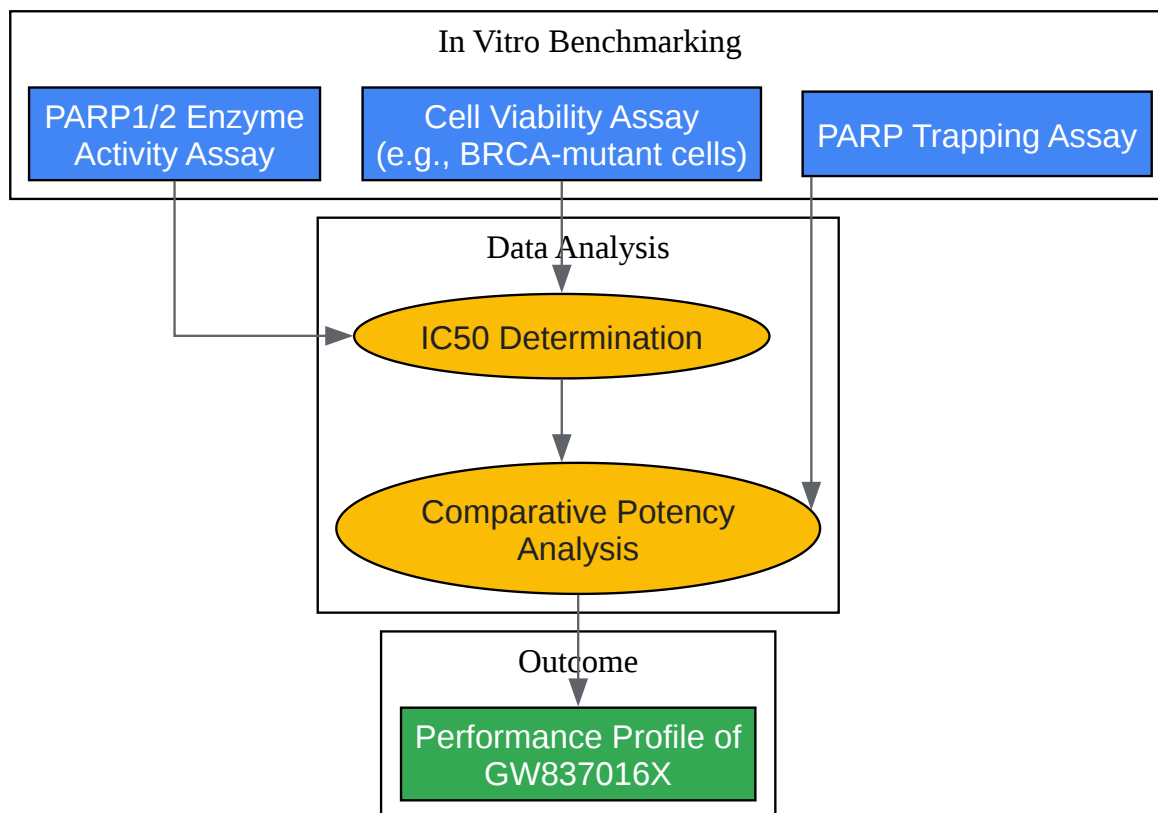 In Vitro Benchmarking
PARP1/2 Enzyme
Activity Assay
Cell Viability Assay
(e.g., BRCA-mutant cells)
PARP Trapping Assay
Data Analysis
IC50 Determination
Comparative Potency
Analysis
Outcome
Performance Profile of
GW837016X